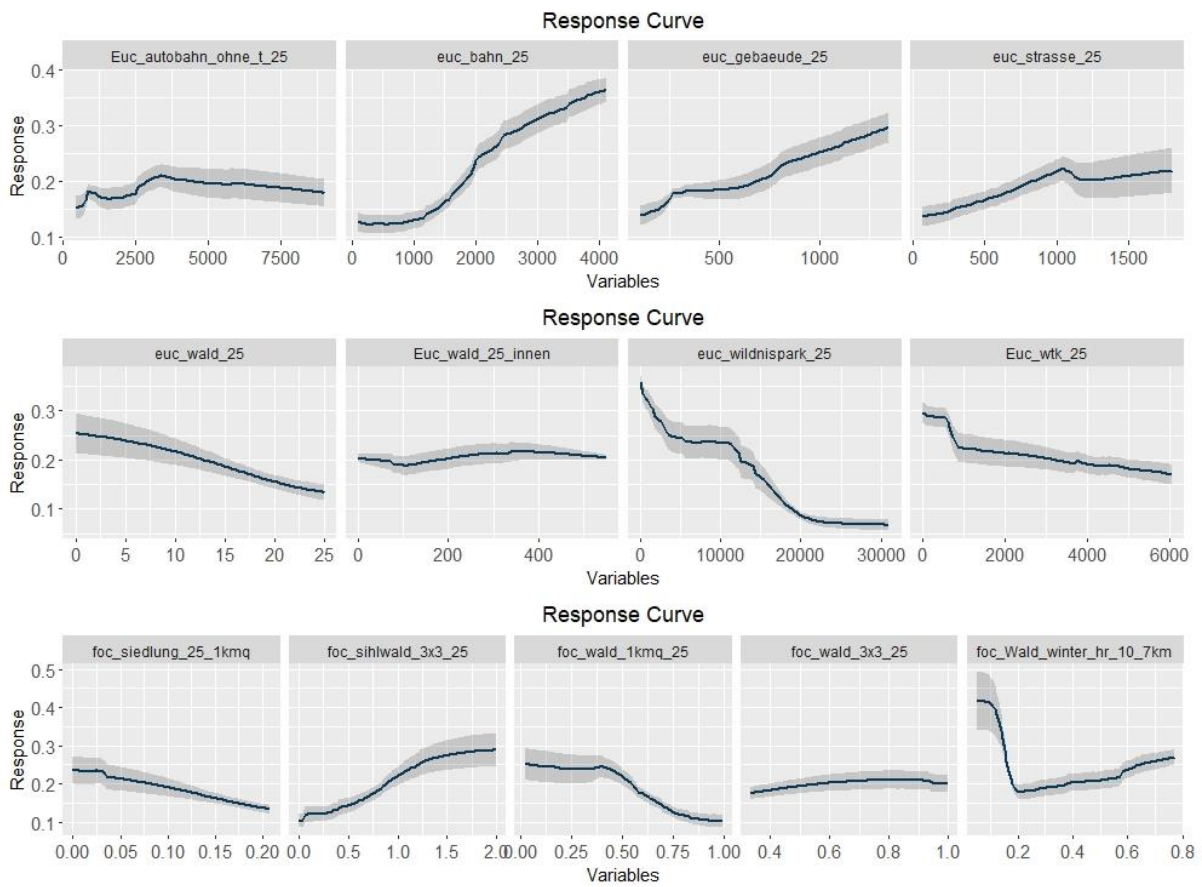 Response Curve
Euc_autobahn_ohne_t_25 euc_bahn_25 euc_gebaeude_25 euc_strasse_25
0.4
0.3
0.2
0.1
Response
0 2500 5000 7500 0 1000 2000 3000 4000 500 1000 0 500 1000 1500
Variables
Response Curve
euc_wald_25 Euc_wald_25_innen euc_wildnispark_25 Euc_wtk_25
0.3
0.2
0.1
Response
0 5 10 15 20 25 0 200 400 0 10000 20000 30000 0 2000 4000 6000
Variables
Response Curve
foc_siedlung_25_1kmq foc_sihlwald_3x3_25 foc_wald_1kmq_25 foc_wald_3x3_25 foc_Wald_winter_hr_10_7km
0.5
0.4
0.3
0.2
0.1
Response
0.00 0.05 0.10 0.15 0.20 0.0 0.5 1.0 1.5 2.0 0.00 0.25 0.50 0.75 1.00 0.4 0.6 0.8 1.0 0.2 0.4 0.6 0.8
Variables